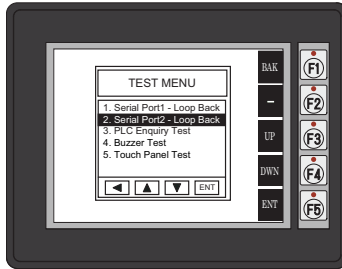 TEST MENU
1. Serial Port1 - Loop Back
2. Serial Port2 - Loop Back
3. PLC Enquiry Test
4. Buzzer Test
5. Touch Panel Test
ENT
BAK
-
UP
DWN
ENT
F1
F2
F3
F4
F5